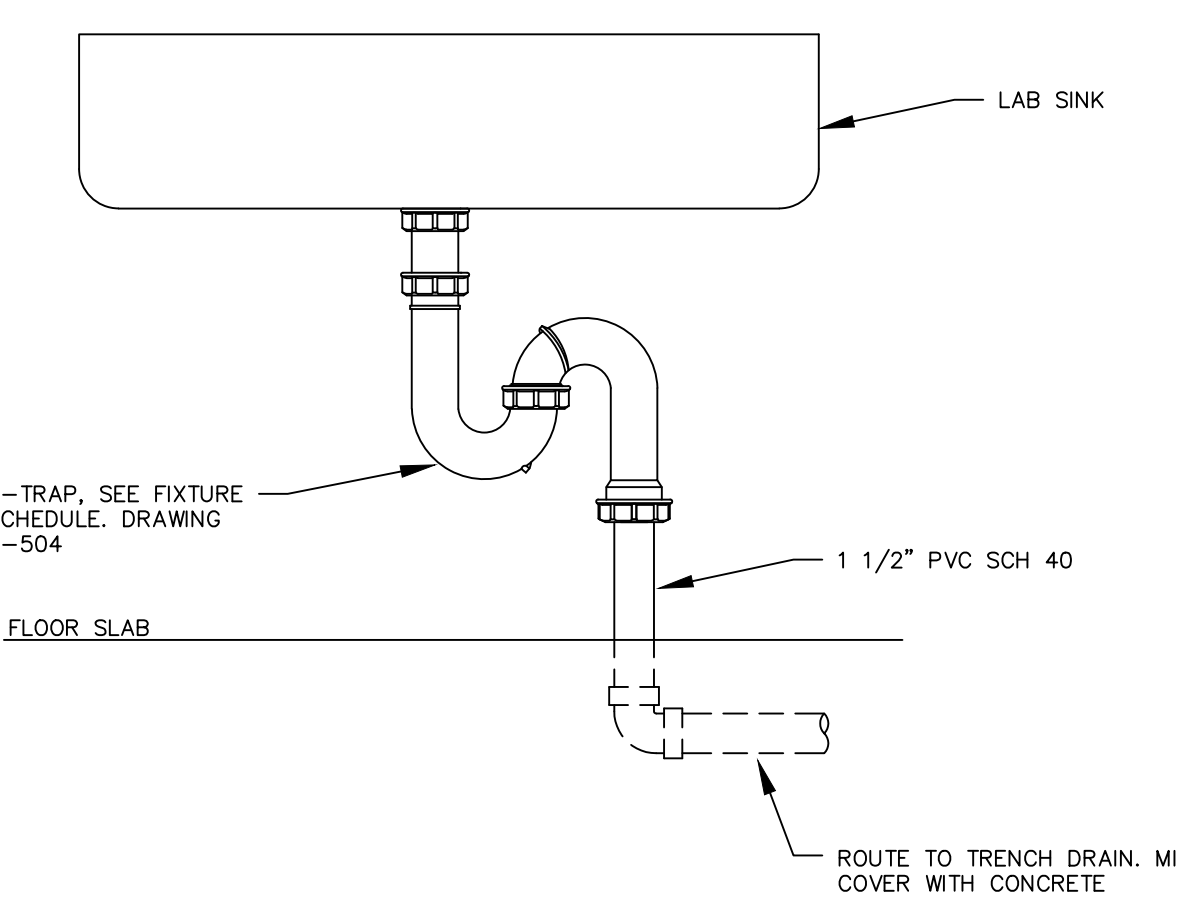 LAB SINK
-TRAP, SEE FIXTURE
CHEDULE. DRAWING
-504
1 1/2" PVC SCH 40
FLOOR SLAB
ROUTE TO TRENCH DRAIN. MI
COVER WITH CONCRETE